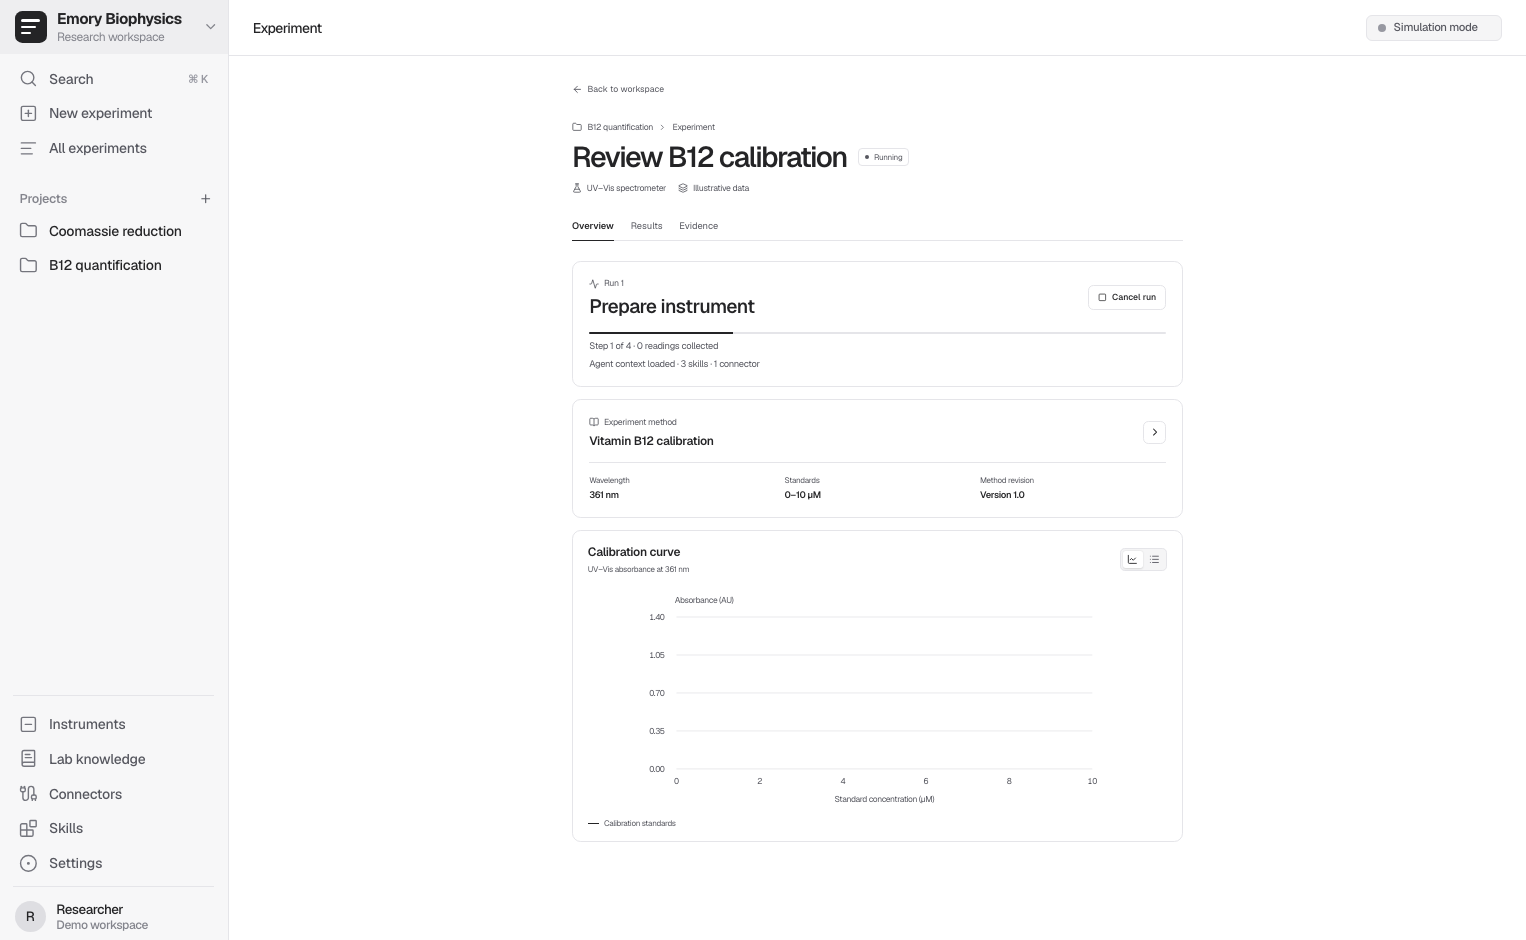 Emory Biophysics
Research workspace
Search ⌘ K
New experiment
All experiments
Projects +
Coomassie reduction
B12 quantification
Instruments
Lab knowledge
Connectors
Skills
Settings
R
Researcher
Demo workspace
Experiment
Simulation mode
Back to workspace
B12 quantification > Experiment
Review B12 calibration
Running
UV–Vis spectrometer Illustrative data
Overview Results Evidence
Run 1
Prepare instrument
Cancel run
Step 1 of 4 · 0 readings collected
Agent context loaded · 3 skills · 1 connector
Experiment method
Vitamin B12 calibration
Wavelength Standards Method revision
361 nm 0–10 µM Version 1.0
Calibration curve
UV–Vis absorbance at 361 nm
Absorbance (AU)
1.40
1.05
0.70
0.35
0.00
0 2 4 6 8 10
Standard concentration (µM)
Calibration standards